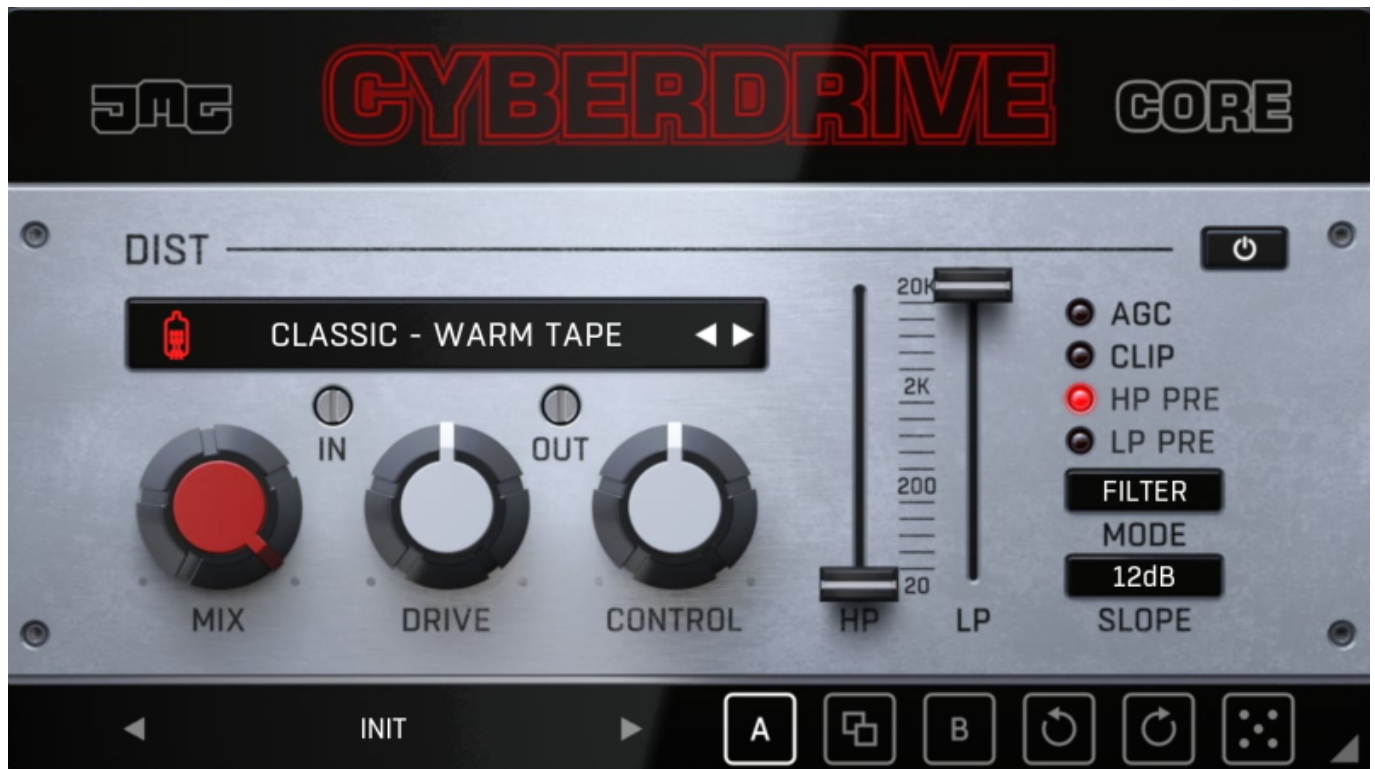 JMG CYBERDRIVE CORE
DIST
CLASSIC - WARM TAPE
IN OUT
MIX DRIVE CONTROL
20K
2K
200
20
HP LP
AGC
CLIP
HP PRE
LP PRE
FILTER
MODE
12dB
SLOPE
INIT A B